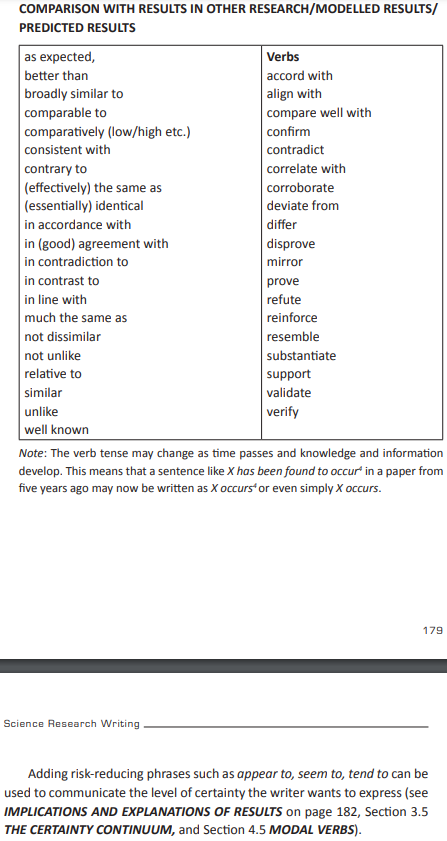 COMPARISON WITH RESULTS IN OTHER RESEARCH/MODELLED RESULTS/
PREDICTED RESULTS
as expected,
better than
broadly similar to
comparable to
comparatively (low/high etc.)
consistent with
contrary to
(effectively) the same as
(essentially) identical
in accordance with
in (good) agreement with
in contradiction to
in contrast to
in line with
much the same as
not dissimilar
not unlike
relative to
similar
unlike
well known
Verbs
accord with
align with
compare well with
confirm
contradict
correlate with
corroborate
deviate from
differ
disprove
mirror
prove
refute
reinforce
resemble
substantiate
support
validate
verify
Note: The verb tense may change as time passes and knowledge and information
develop. This means that a sentence like X has been found to occur⁴ in a paper from
five years ago may now be written as X occurs⁴ or even simply X occurs.
179
Science Research Writing
Adding risk-reducing phrases such as appear to, seem to, tend to can be
used to communicate the level of certainty the writer wants to express (see
IMPLICATIONS AND EXPLANATIONS OF RESULTS on page 182, Section 3.5
THE CERTAINTY CONTINUUM, and Section 4.5 MODAL VERBS).